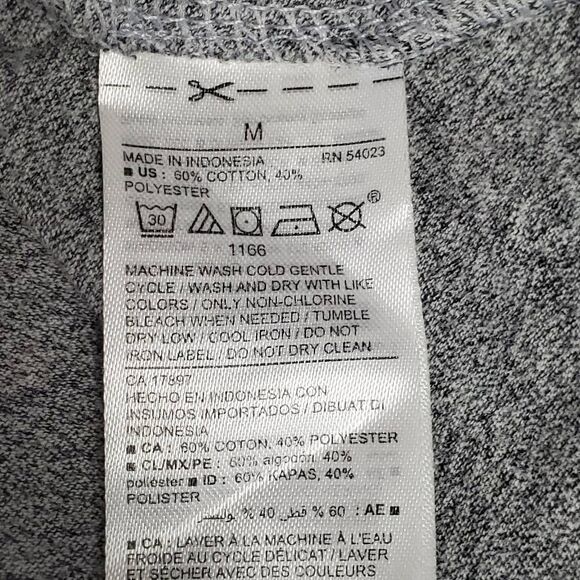 M
MADE IN INDONESIA RN 54023
■ US : 60% COTTON, 40%
POLYESTER
30 ®
1166
MACHINE WASH COLD GENTLE
CYCLE / WASH AND DRY WITH LIKE
COLORS / ONLY NON-CHLORINE
BLEACH WHEN NEEDED / TUMBLE
DRY LOW / COOL IRON / DO NOT
IRON LABEL / DO NOT DRY CLEAN
CA 17897
HECHO EN INDONESIA CON
INSUMOS IMPORTADOS / DIBUAT DI
INDONESIA
■ CA : 60% COTON, 40% POLYESTER
■ CL/MX/PE : 60% algodón, 40%
poliéster ■ ID : 60% KAPAS, 40%
POLISTER
■ AE : 60 % قطن, 40 % بوليستر
■ CA : LAVER À LA MACHINE À L'EAU
FROIDE AU CYCLE DÉLICAT / LAVER
ET SÉCHER AVEC DES COULEURS